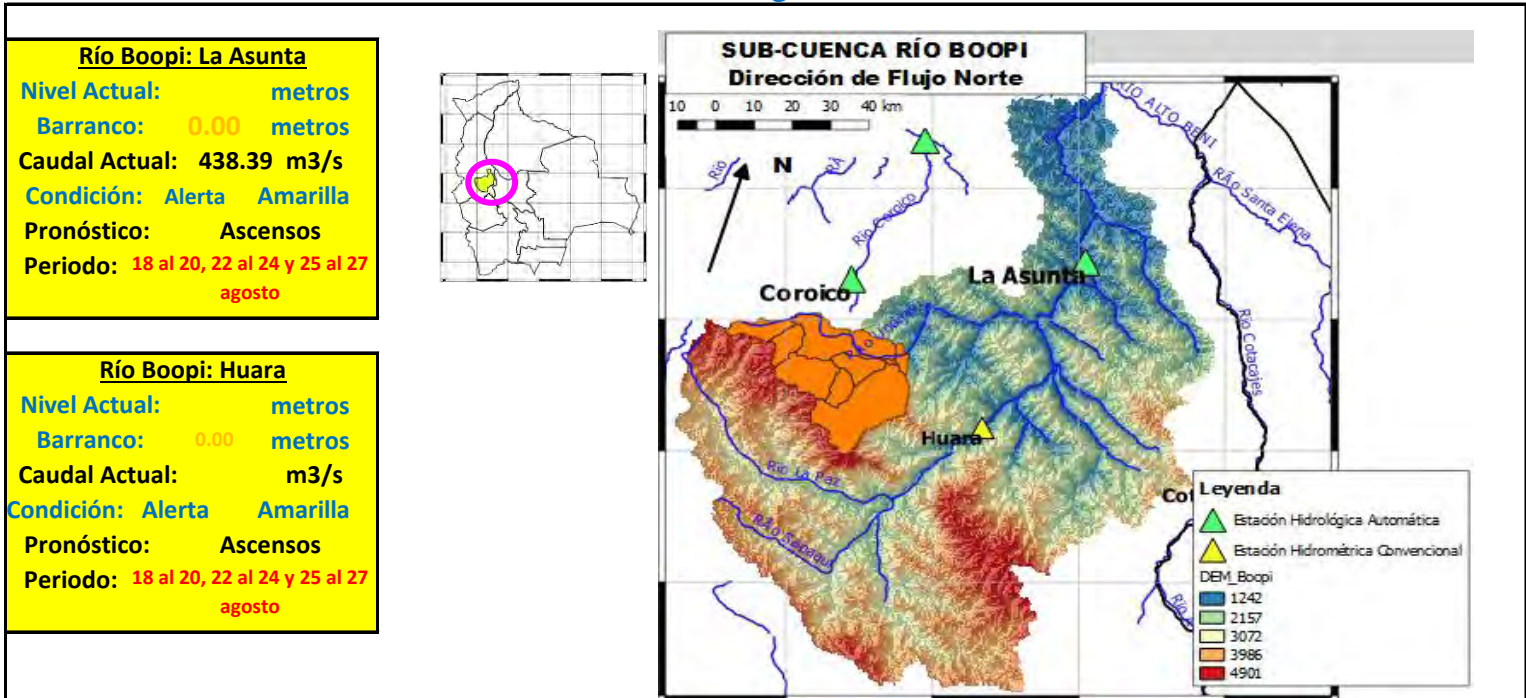 Río Boopi: La Asunta
Nivel Actual: metros
Barranco: 0.00 metros
Caudal Actual: 438.39 m3/s
Condición: Alerta Amarilla
Pronóstico: Ascensos
Periodo: 18 al 20, 22 al 24 y 25 al 27
agosto
Río Boopi: Huara
Nivel Actual: metros
Barranco: 0.00 metros
Caudal Actual: m3/s
Condición: Alerta Amarilla
Pronóstico: Ascensos
Periodo: 18 al 20, 22 al 24 y 25 al 27
agosto
SUB-CUENCA RÍO BOOPI
Dirección de Flujo Norte
10 0 10 20 30 40 km
N
RÍO ALTO BENI
Río
RÃ
RÃo Santa Elena
Río Coroico
La Asunta
Coroico
Río Cotacajes
Huara
Río La Paz
RÃo Sapaqui
Cot
Leyenda
Estación Hidrológica Automática
Estación Hidrométrica Convencional
DEM_Boopi
1242
2157
3072
3986
4901